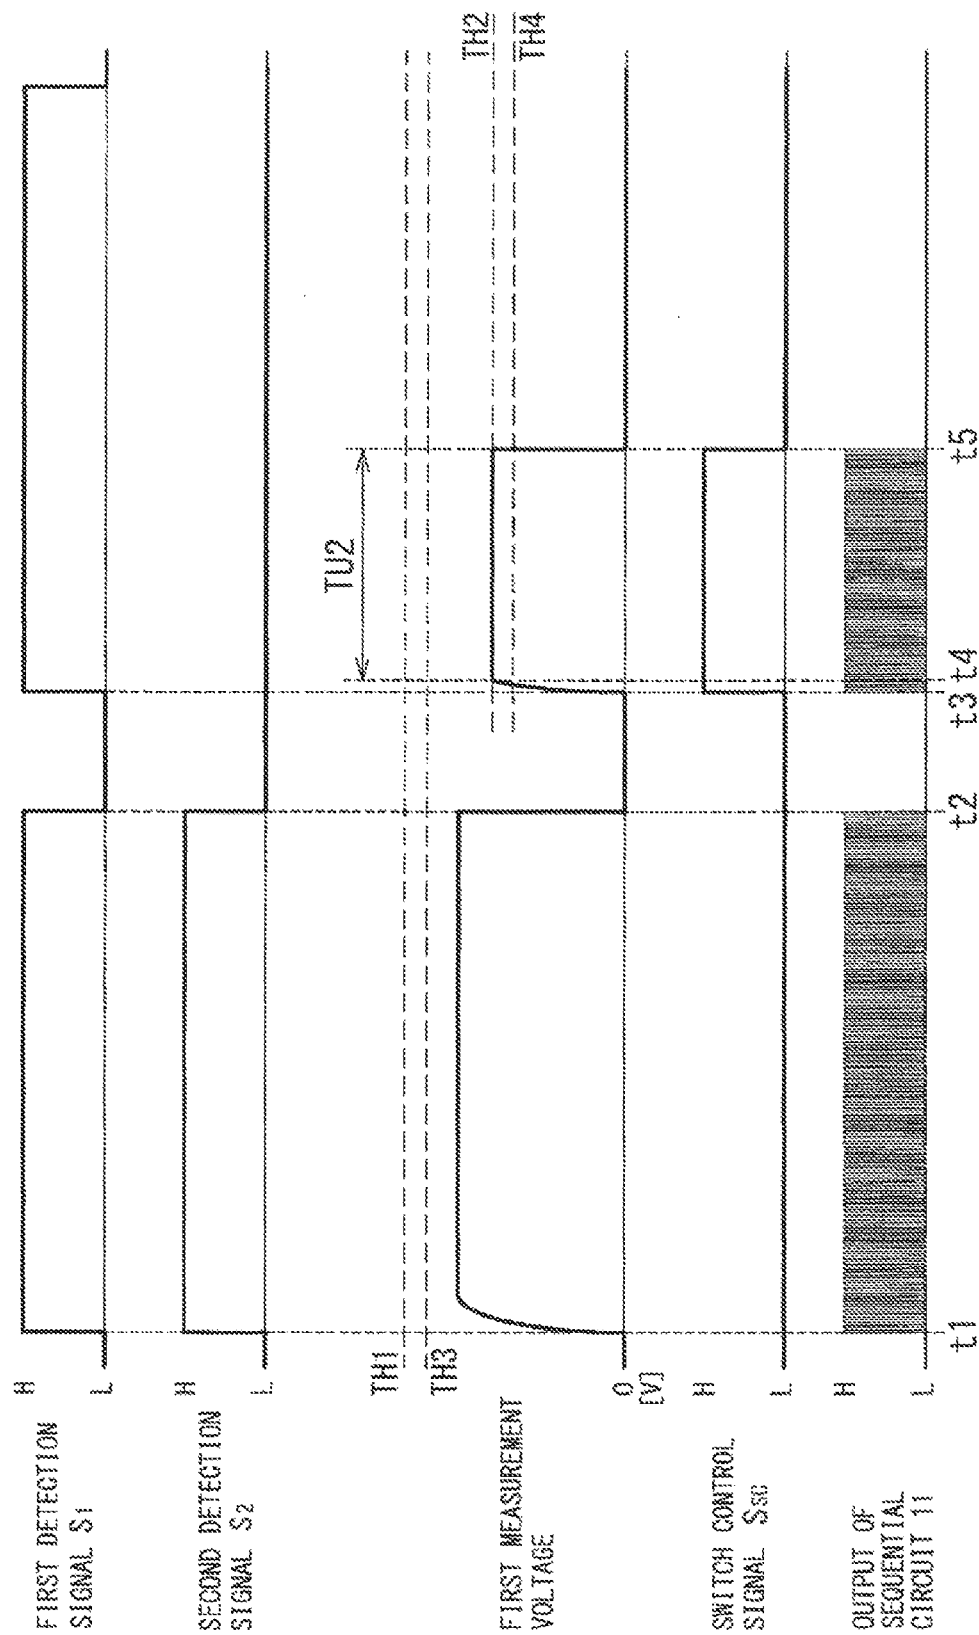 FIRST DETECTION
SIGNAL S1
H
L
SECOND DETECTION
SIGNAL S2
H
L
TH1
TH3
TU2
TH2
TH4
FIRST MEASUREMENT
VOLTAGE
0
[V]
SWITCH CONTROL
SIGNAL SSC
H
L
OUTPUT OF
SEQUENTIAL
CIRCUIT 11
H
L
t1
t2
t3
t4
t5